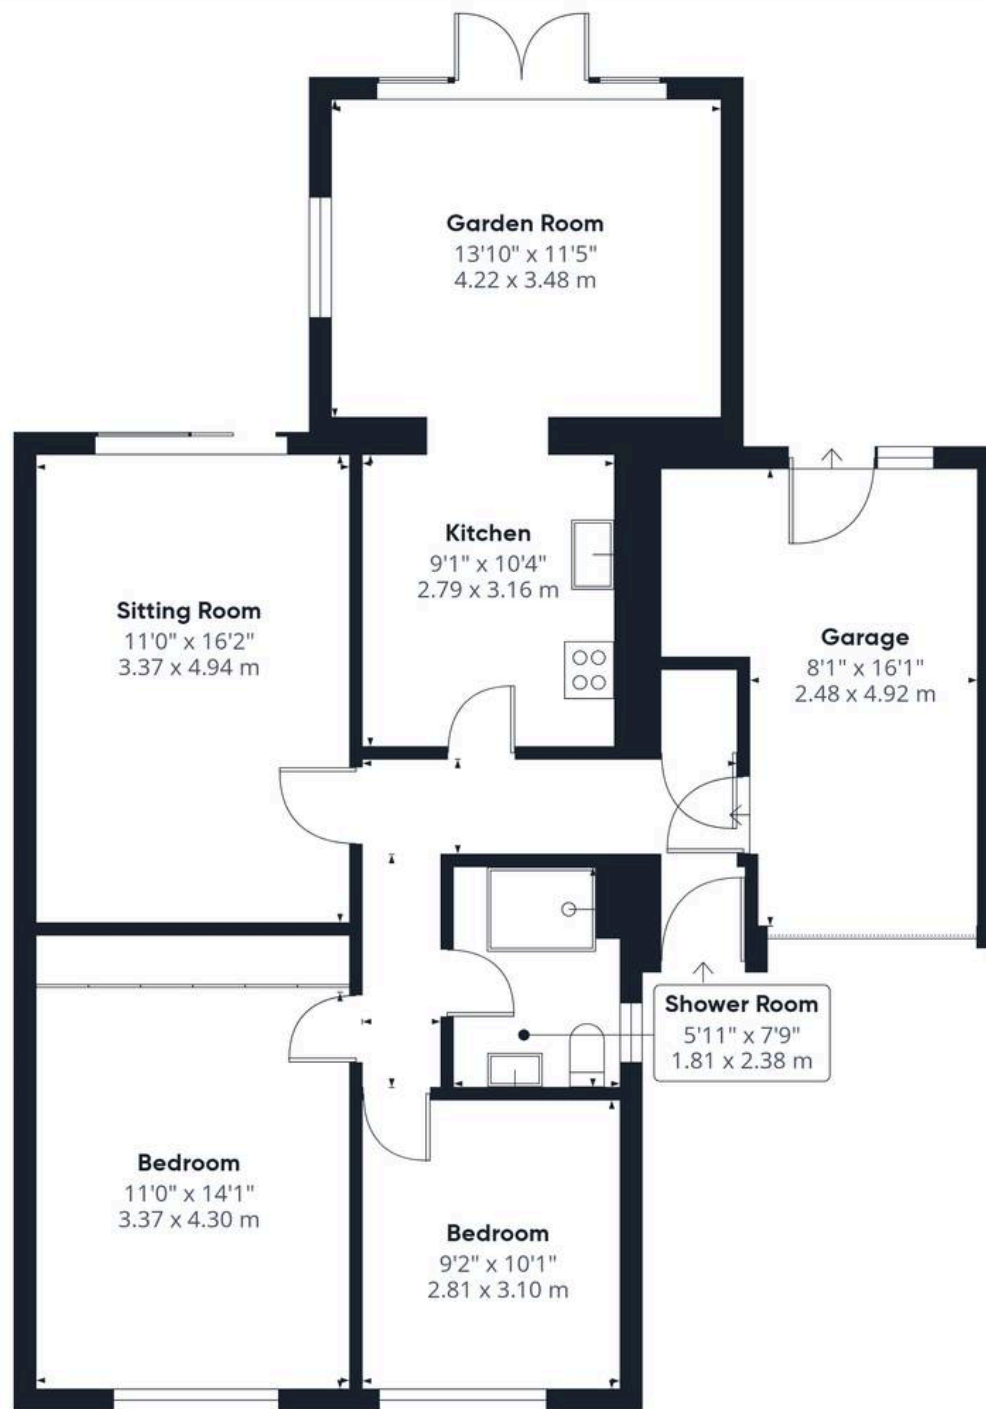 Garden Room
13'10" x 11'5"
4.22 x 3.48 m
Kitchen
9'1" x 10'4"
2.79 x 3.16 m
Sitting Room
11'0" x 16'2"
3.37 x 4.94 m
Garage
8'1" x 16'1"
2.48 x 4.92 m
Shower Room
5'11" x 7'9"
1.81 x 2.38 m
Bedroom
11'0" x 14'1"
3.37 x 4.30 m
Bedroom
9'2" x 10'1"
2.81 x 3.10 m